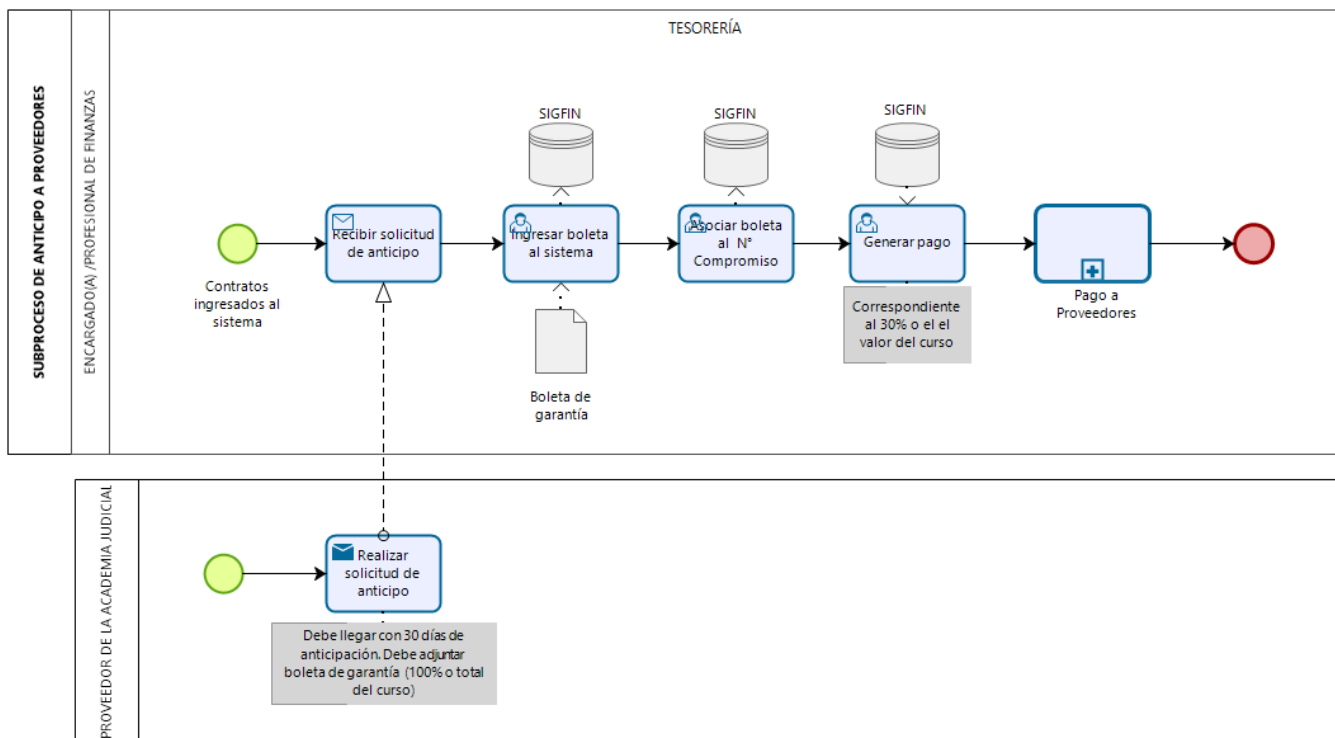 TESORERÍA
SUBPROCESO DE ANTICIPO A PROVEEDORES
ENCARGADO(A) /PROFESIONAL DE FINANZAS
SIGFIN
SIGFIN
SIGFIN
Contratos
ingresados al
sistema
Recibir solicitud
de anticipo
Ingresar boleta
al sistema
Asociar boleta
al N°
Compromiso
Generar pago
Pago a
Proveedores
Correspondiente
al 30% o el el
valor del curso
Boleta de
garantía
PROVEEDOR DE LA ACADEMIA JUDICIAL
Realizar
solicitud de
anticipo
Debe llegar con 30 días de
anticipación. Debe adjuntar
boleta de garantía (100% o total
del curso)